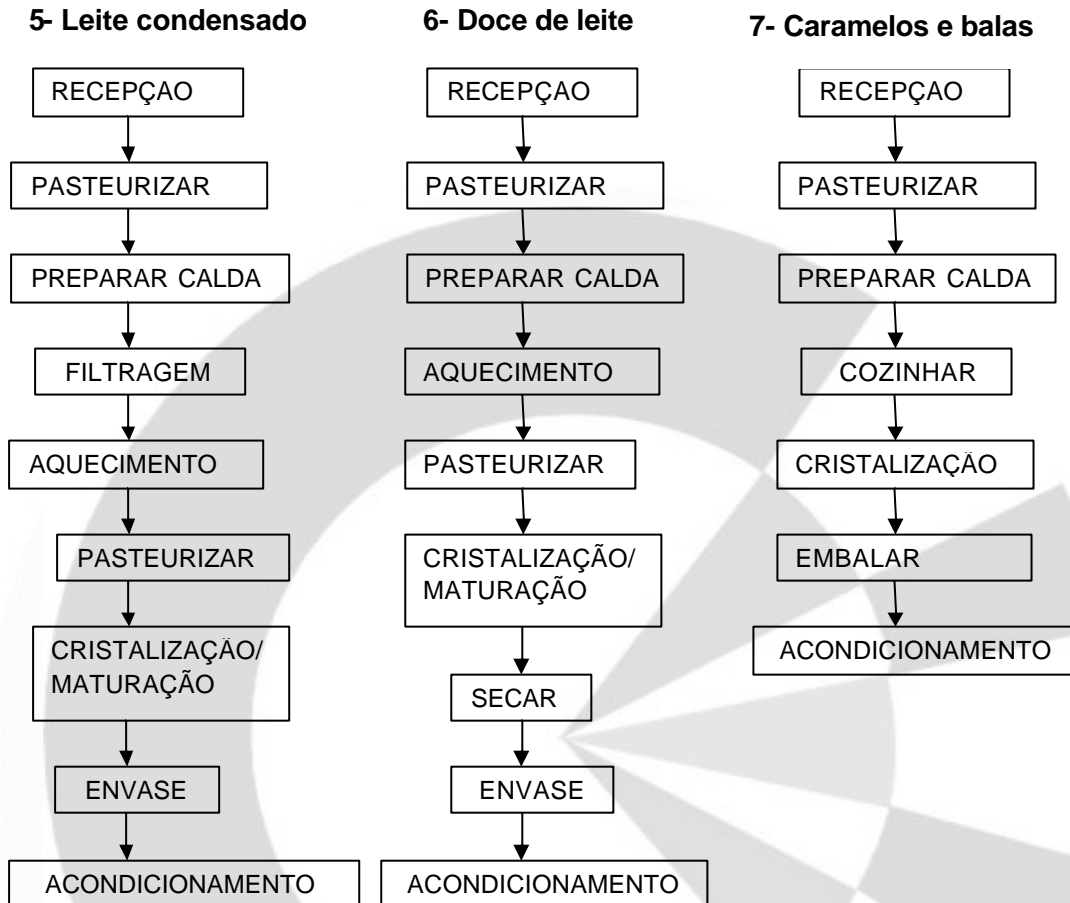 5- Leite condensado
RECEPÇAO
PASTEURIZAR
PREPARAR CALDA
FILTRAGEM
AQUECIMENTO
PASTEURIZAR
CRISTALIZAÇÃO/
MATURAÇÃO
ENVASE
ACONDICIONAMENTO
6- Doce de leite
RECEPÇAO
PASTEURIZAR
PREPARAR CALDA
AQUECIMENTO
PASTEURIZAR
CRISTALIZAÇÃO/
MATURAÇÃO
SECAR
ENVASE
ACONDICIONAMENTO
7- Caramelos e balas
RECEPÇAO
PASTEURIZAR
PREPARAR CALDA
COZINHAR
CRISTALIZAÇÃO
EMBALAR
ACONDICIONAMENTO